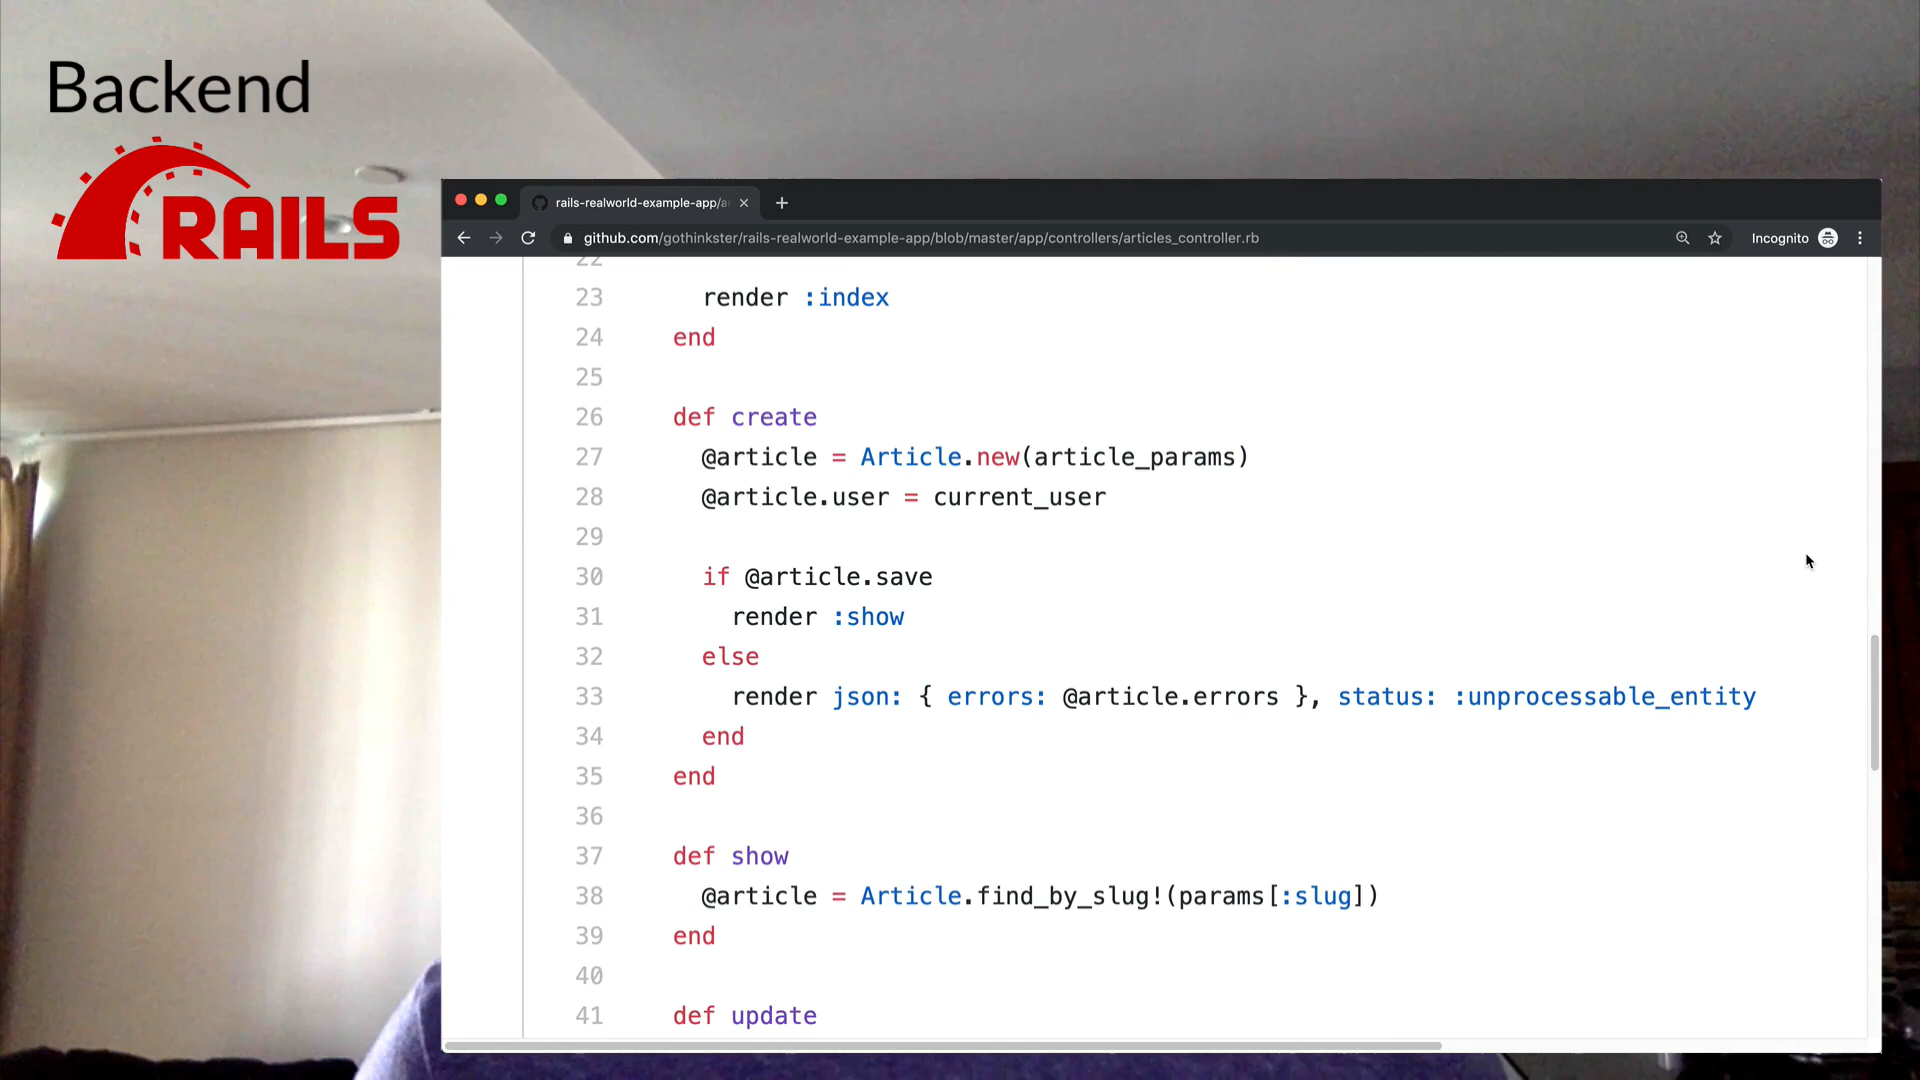 Backend
RAILS
rails-realworld-example-app/a
github.com/gothinkster/rails-realworld-example-app/blob/master/app/controllers/articles_controller.rb
Incognito
22
23 render :index
24 end
25
26 def create
27 @article = Article.new(article_params)
28 @article.user = current_user
29
30 if @article.save
31 render :show
32 else
33 render json: { errors: @article.errors }, status: :unprocessable_entity
34 end
35 end
36
37 def show
38 @article = Article.find_by_slug!(params[:slug])
39 end
40
41 def update